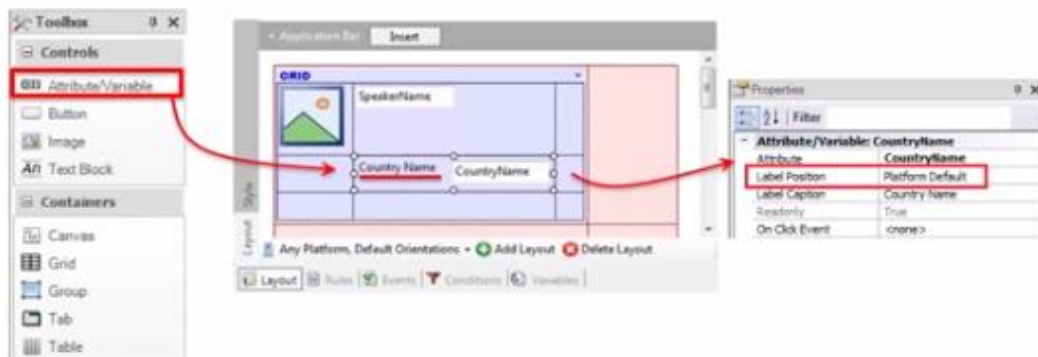 Toolbox
Controls
Attribute/Variable
Button
Image
Text Block
Containers
Canvas
Grid
Group
Tab
Table
Application Bar
Insert
GRID
SpeakerName
Country Name
CountryName
Style
Layout
Any Platform, Default Orientations
Add Layout
Delete Layout
Layout
Rules
Events
Conditions
Variables
Properties
Filter
Attribute/Variable: CountryName
Attribute CountryName
Label Position Platform Default
Label Caption Country Name
Readonly True
On Click Event <none>